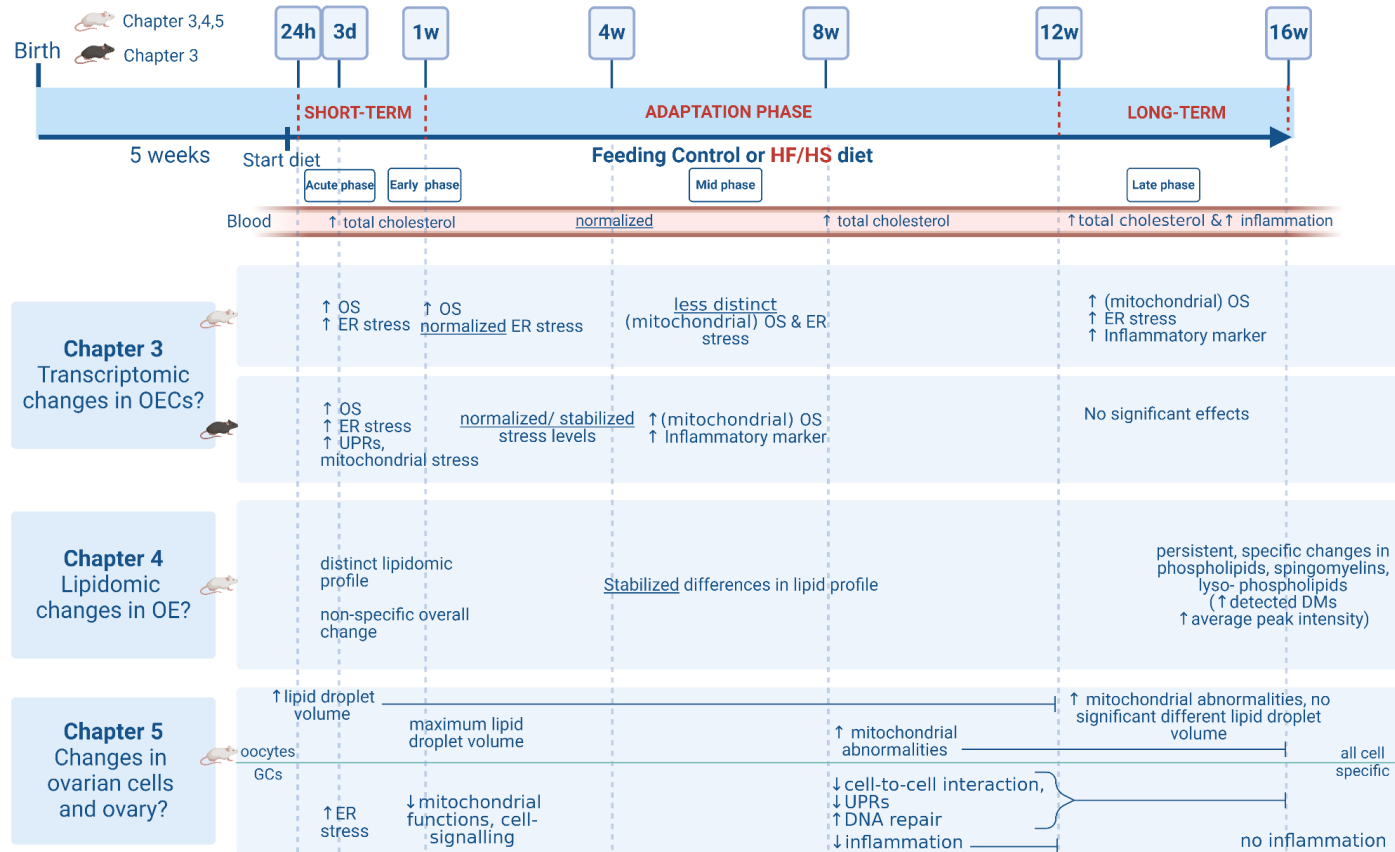 Chapter 3,4,5
Chapter 3
Birth
24h
3d
1w
4w
8w
12w
16w
SHORT-TERM
ADAPTATION PHASE
LONG-TERM
5 weeks
Start diet
Feeding Control or HF/HS diet
Acute phase
Early phase
Mid phase
Late phase
Blood
↑ total cholesterol
normalized
↑ total cholesterol
↑total cholesterol &↑ inflammation
Chapter 3
Transcriptomic
changes in OECs?
↑ OS
↑ ER stress
↑ OS
normalized ER stress
less distinct
(mitochondrial) OS & ER
stress
↑ (mitochondrial) OS
↑ ER stress
↑ Inflammatory marker
↑ OS
↑ ER stress
↑ UPRs,
mitochondrial stress
normalized/ stabilized
stress levels
↑(mitochondrial) OS
↑ Inflammatory marker
No significant effects
Chapter 4
Lipidomic
changes in OE?
distinct lipidomic
profile
non-specific overall
change
Stabilized differences in lipid profile
persistent, specific changes in
phospholipids, spingomyelins,
lyso- phospholipids
(↑detected DMs
↑average peak intensity)
Chapter 5
Changes in
ovarian cells
and ovary?
oocytes
GCs
↑lipid droplet
volume
maximum lipid
droplet volume
↑ mitochondrial
abnormalities
↑ mitochondrial abnormalities, no
significant different lipid droplet
volume
all cell
specific
↑ER
stress
↓mitochondrial
functions, cell-
signalling
↓cell-to-cell interaction,
↓UPRs
↑DNA repair
↓inflammation
no inflammation